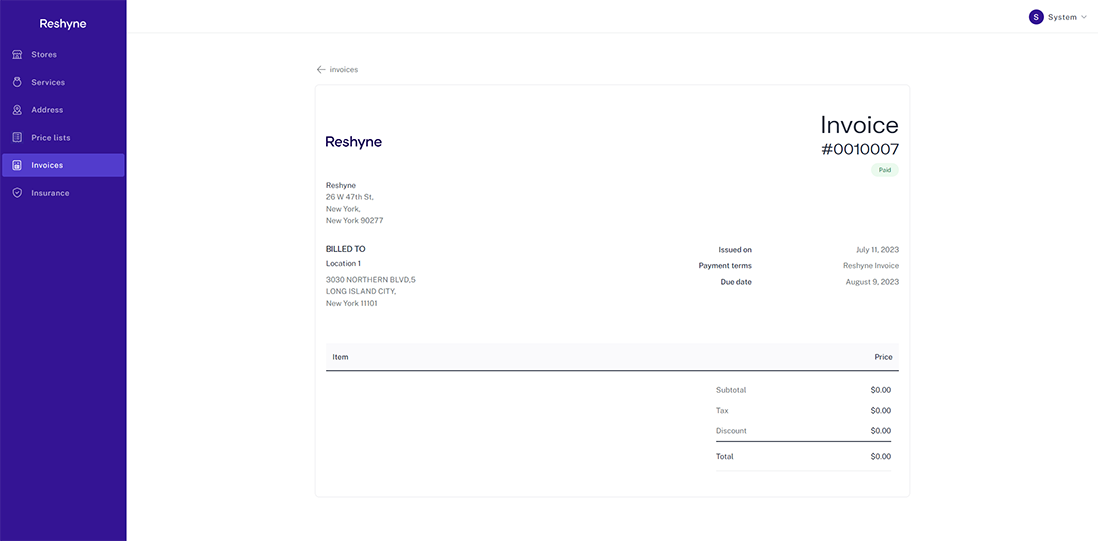 Reshyne
Stores
Services
Address
Price lists
Invoices
Insurance
S System
invoices
Reshyne
Invoice
#0010007
Paid
Reshyne
26 W 47th St,
New York,
New York 90277
BILLED TO
Location 1
3030 NORTHERN BLVD,5
LONG ISLAND CITY,
New York 11101
Issued on July 11, 2023
Payment terms Reshyne Invoice
Due date August 9, 2023
Item Price
Subtotal $0.00
Tax $0.00
Discount $0.00
Total $0.00